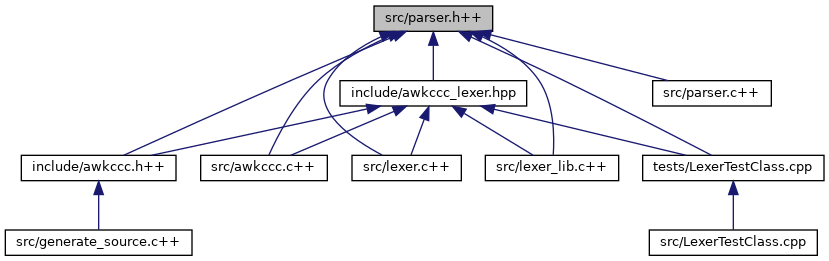 src/parser.h++
include/awkccc_lexer.hpp
src/parser.c++
include/awkccc.h++
src/awkccc.c++
src/lexer.c++
src/lexer_lib.c++
tests/LexerTestClass.cpp
src/generate_source.c++
src/LexerTestClass.cpp